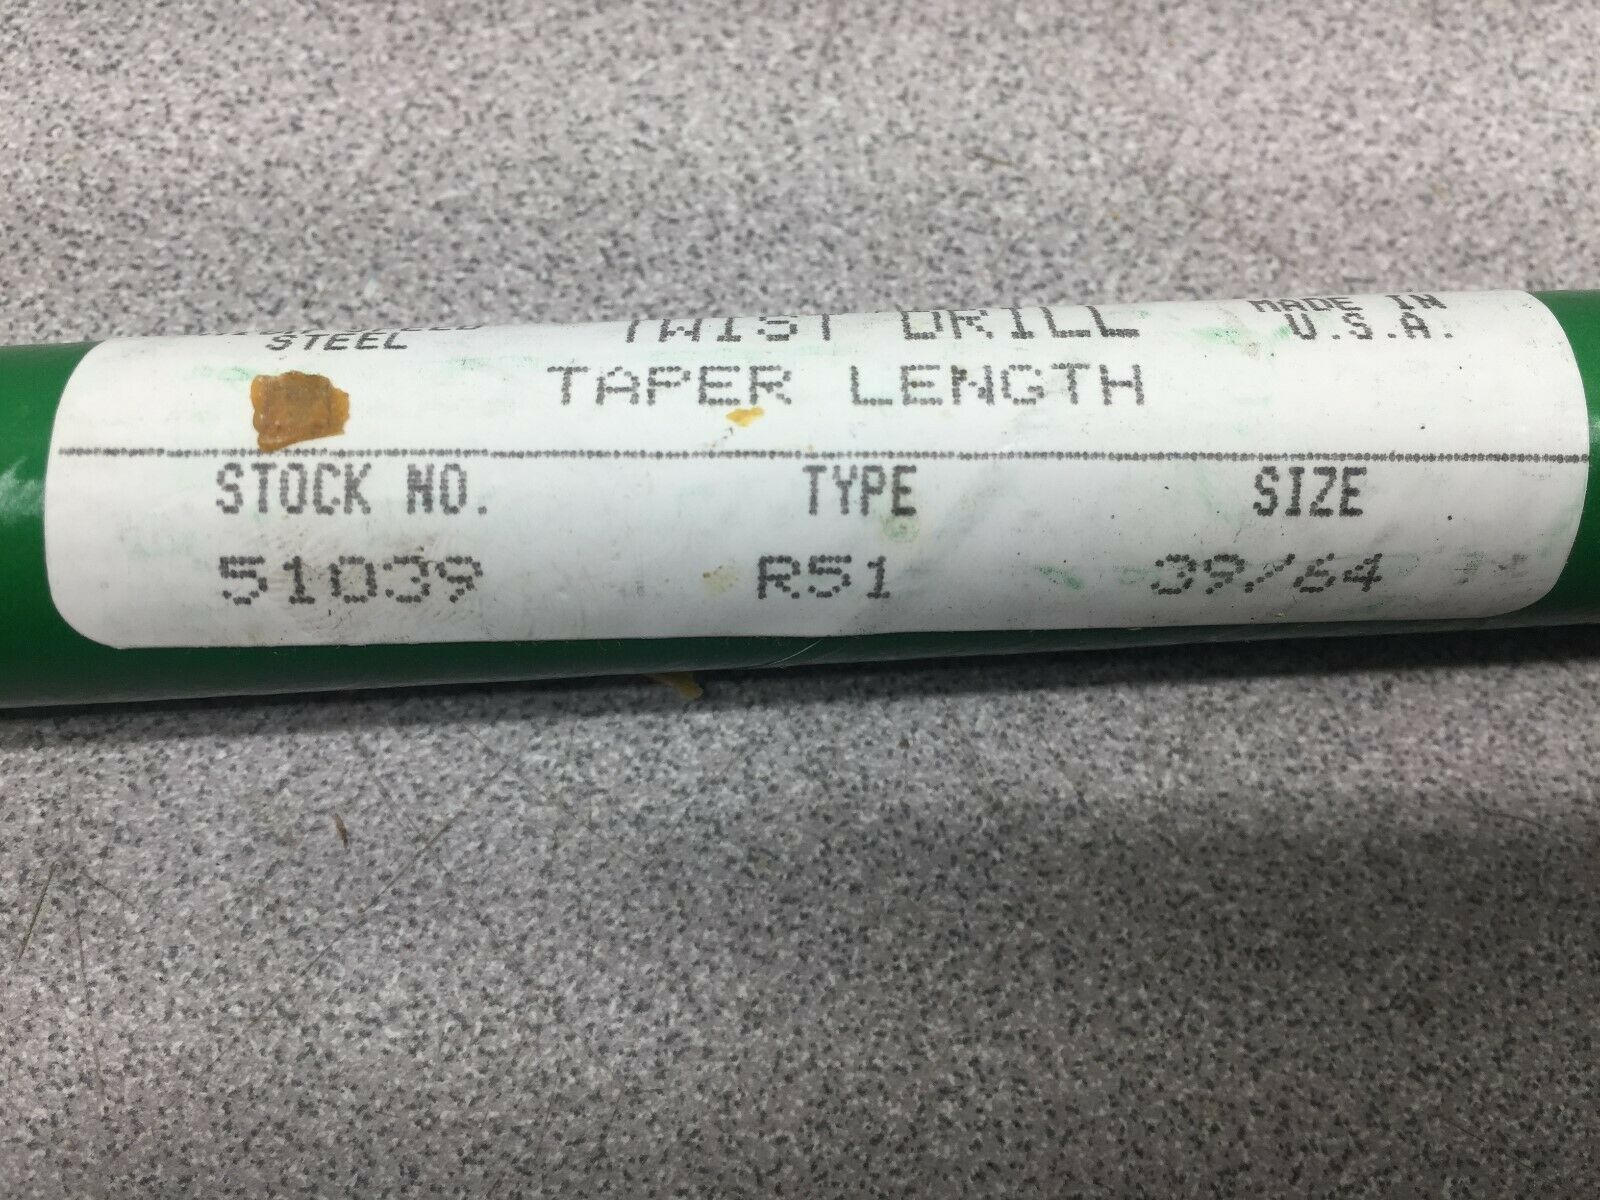 STEEL
TWIST DRILL
MADE IN
U.S.A.
TAPER LENGTH
STOCK NO. TYPE SIZE
51039 R51 39/64